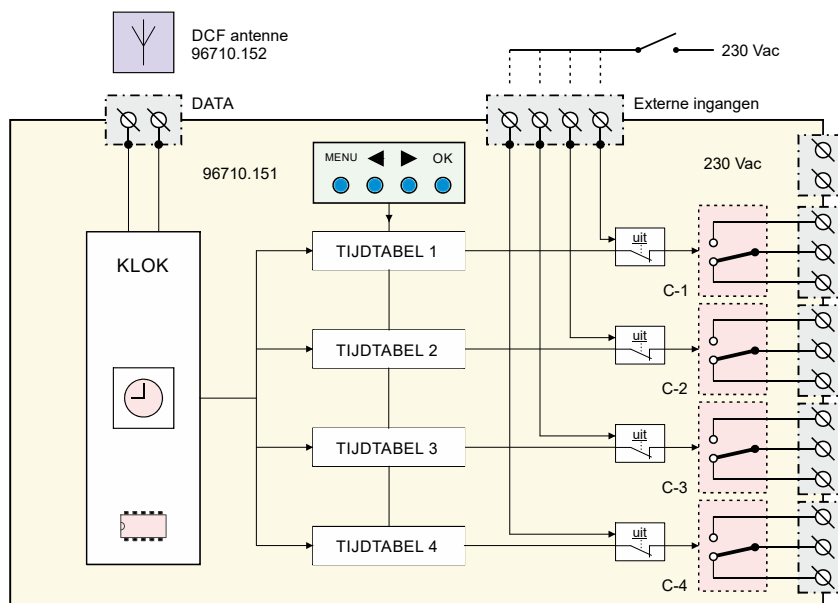 DCF antenne
96710.152
230 Vac
DATA
Externe ingangen
96710.151
MENU OK
230 Vac
KLOK
TIJDTABEL 1
uit
C-1
TIJDTABEL 2
uit
C-2
TIJDTABEL 3
uit
C-3
TIJDTABEL 4
uit
C-4